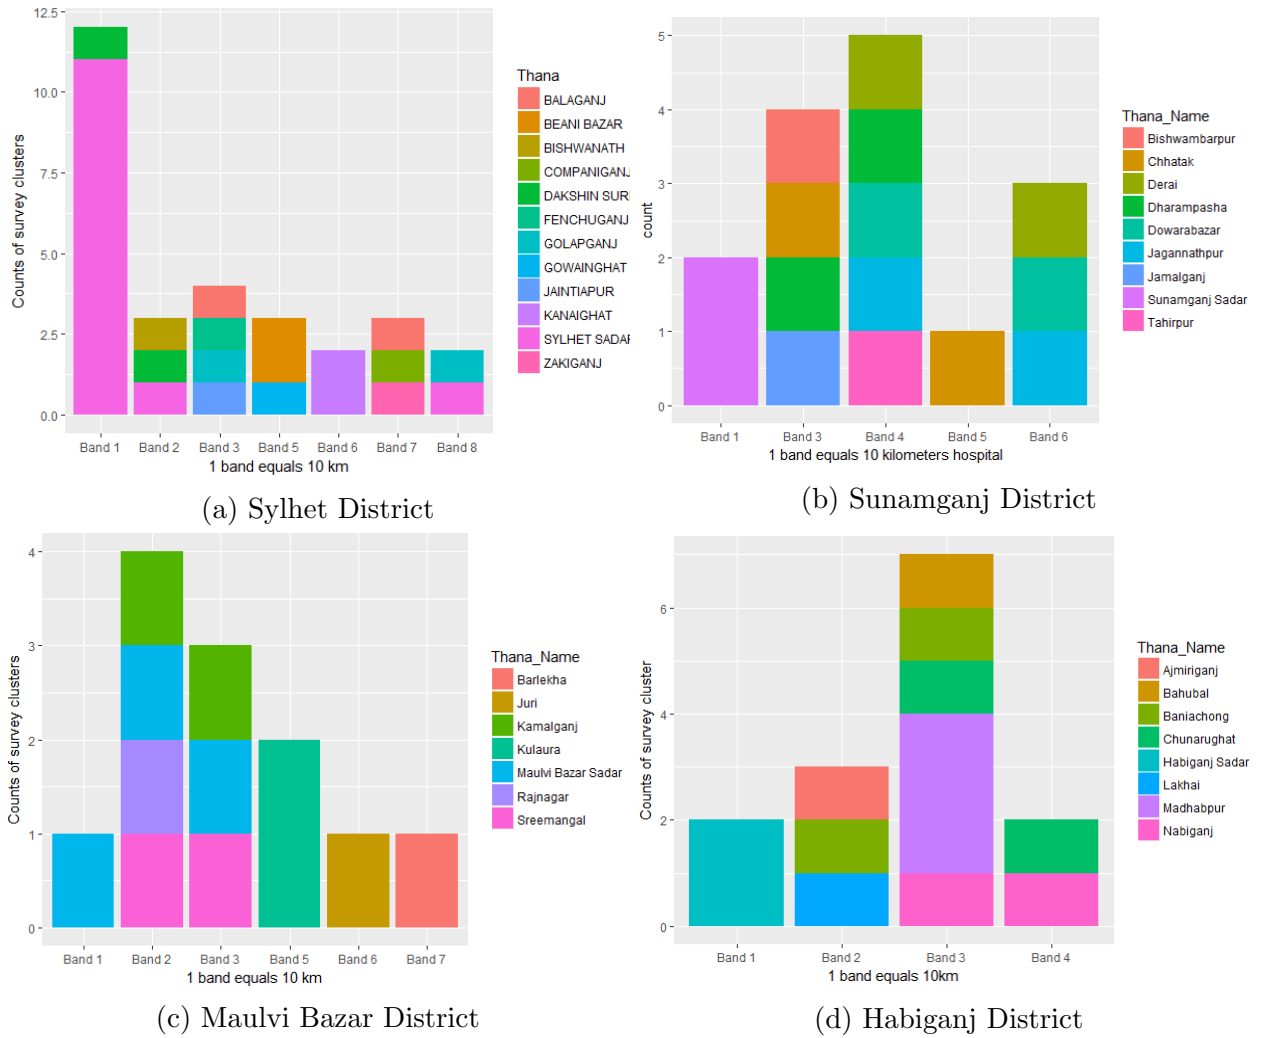 12.5
10.0
7.5
5.0
2.5
0.0
Counts of survey clusters
Band 1 Band 2 Band 3 Band 5 Band 6 Band 7 Band 8
1 band equals 10 km
Thana
BALAGANJ
BEANI BAZAR
BISHWANATH
COMPANIGANJ
DAKSHIN SUR
FENCHUGANJ
GOLAPGANJ
GOWAINGHAT
JAINTIAPUR
KANAIGHAT
SYLHET SADAR
ZAKIGANJ
(a) Sylhet District
5
4
3
2
1
0
count
Band 1 Band 3 Band 4 Band 5 Band 6
1 band equals 10 kilometers hospital
Thana_Name
Bishwambarpur
Chhatak
Derai
Dharampasha
Dowarabazar
Jagannathpur
Jamalganj
Sunamganj Sadar
Tahirpur
(b) Sunamganj District
4
3
2
1
0
Counts of survey clusters
Band 1 Band 2 Band 3 Band 5 Band 6 Band 7
1 band equals 10 km
Thana_Name
Barlekha
Juri
Kamalganj
Kulaura
Maulvi Bazar Sadar
Rajnagar
Sreemangal
(c) Maulvi Bazar District
6
4
2
0
Counts of survey cluster
Band 1 Band 2 Band 3 Band 4
1 band equals 10km
Thana_Name
Ajmiriganj
Bahubal
Baniachong
Chunarughat
Habiganj Sadar
Lakhai
Madhabpur
Nabiganj
(d) Habiganj District